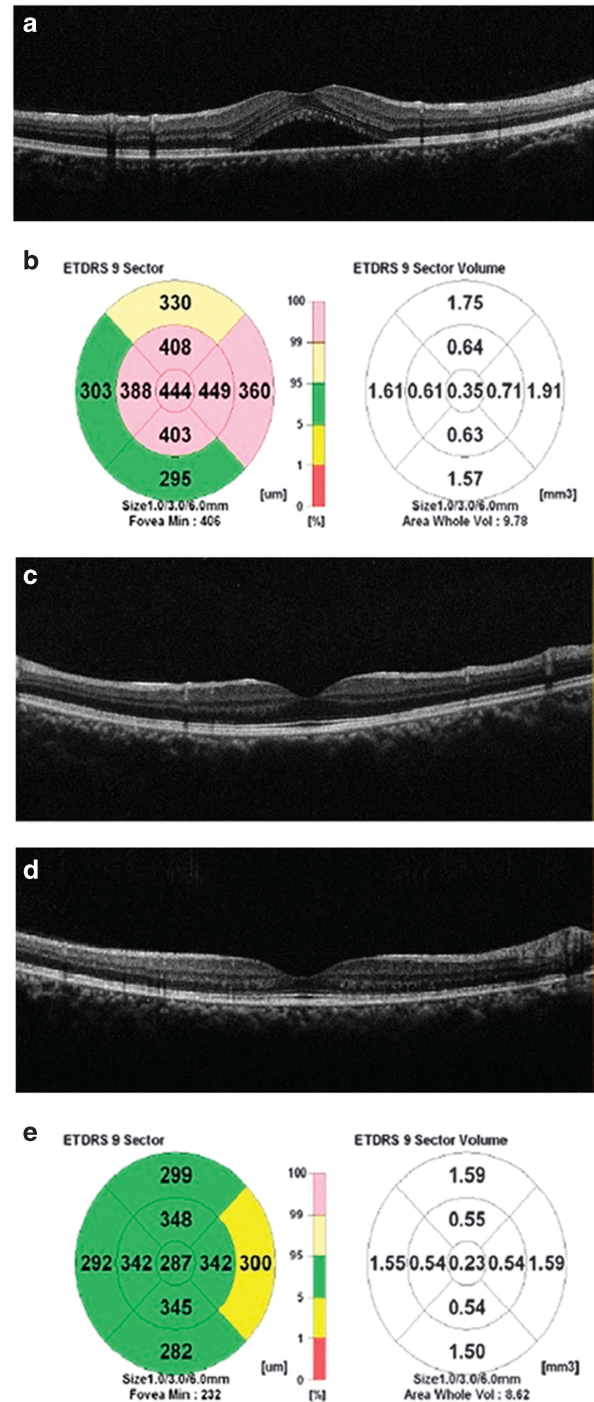 a
b
ETDRS 9 Sector
ETDRS 9 Sector Volume
330
408
303 388 444 449 360
403
295
[um]
Size1.0/3.0/6.0mm
Fovea Min : 406
100
99
95
5
1
0
[%]
1.75
0.64
1.61 0.61 0.35 0.71 1.91
0.63
1.57
[mm3]
Size1.0/3.0/6.0mm
Area Whole Vol : 9.78
c
d
e
ETDRS 9 Sector
ETDRS 9 Sector Volume
299
348
292 342 287 342 300
345
282
[um]
Size1.0/3.0/6.0mm
Fovea Min : 232
100
99
95
5
1
0
[%]
1.59
0.55
1.55 0.54 0.23 0.54 1.59
0.54
1.50
[mm3]
Size1.0/3.0/6.0mm
Area Whole Vol : 8.62